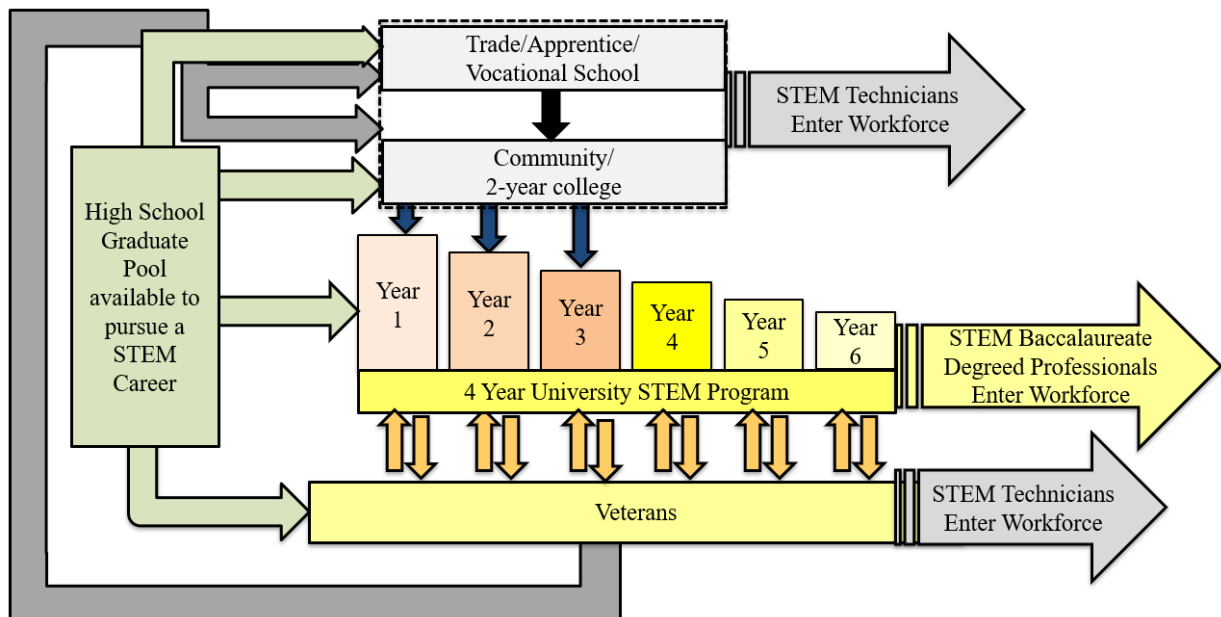 Trade/Apprentice/
Vocational School
STEM Technicians
Enter Workforce
Community/
2-year college
High School
Graduate
Pool
available to
pursue a
STEM
Career
Year
1
Year
2
Year
3
Year
4
Year
5
Year
6
STEM Baccalaureate
Degreed Professionals
Enter Workforce
4 Year University STEM Program
Veterans
STEM Technicians
Enter Workforce